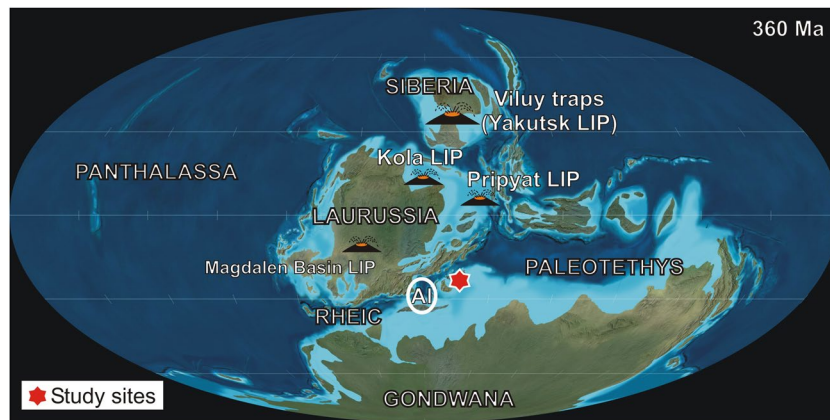 360 Ma
SIBERIA
Viluy traps
(Yakutsk LIP)
Kola LIP
PANTHALASSA
Pripyat LIP
LAURUSSIA
Magdalen Basin LIP
PALEOTETHYS
AI
RHEIC
Study sites
GONDWANA